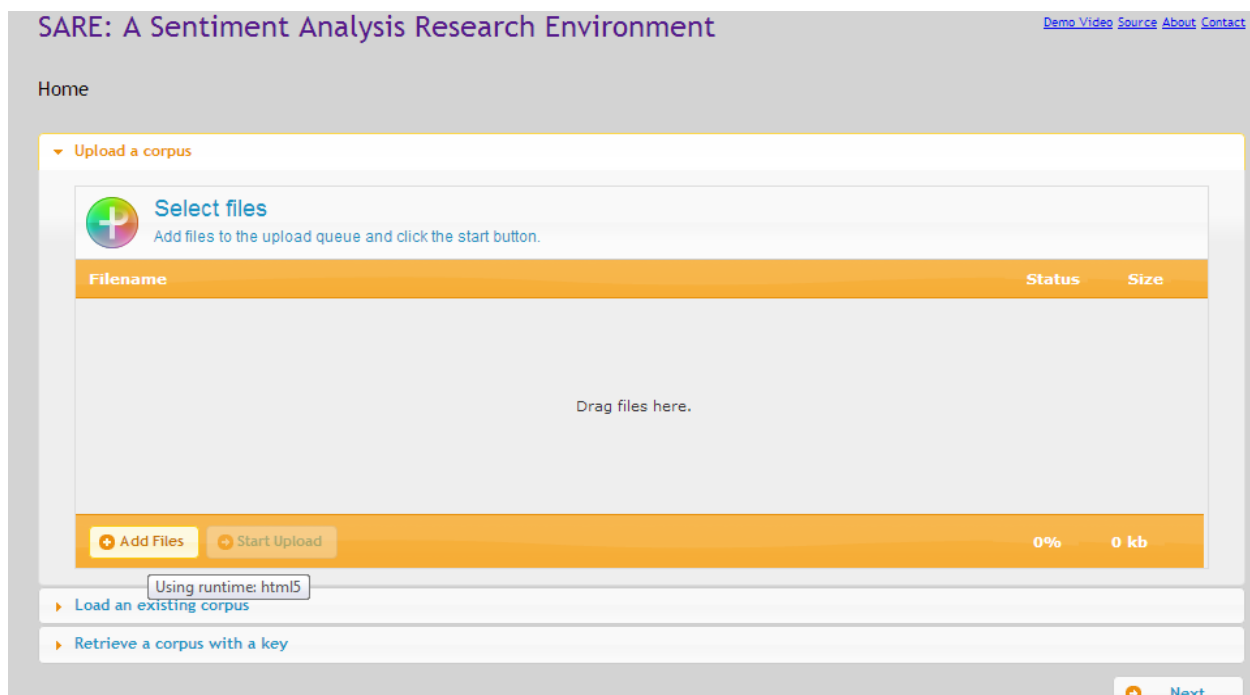 SARE: A Sentiment Analysis Research Environment
Demo Video Source About Contact
Home
Upload a corpus
Select files
Add files to the upload queue and click the start button.
Filename Status Size
Drag files here.
Add Files Start Upload 0% 0 kb
Using runtime: html5
Load an existing corpus
Retrieve a corpus with a key
Next